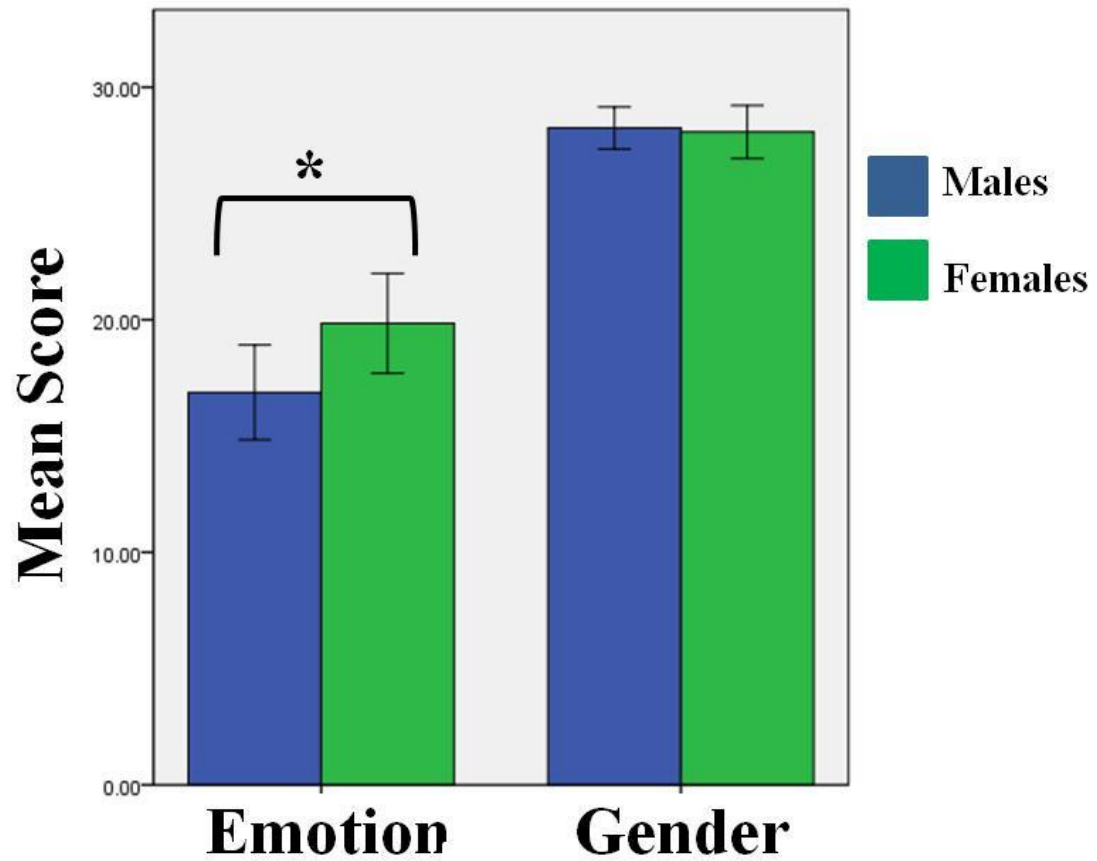 30.00
*
20.00
10.00
0.00
Mean Score
Emotion
Gender
Males
Females